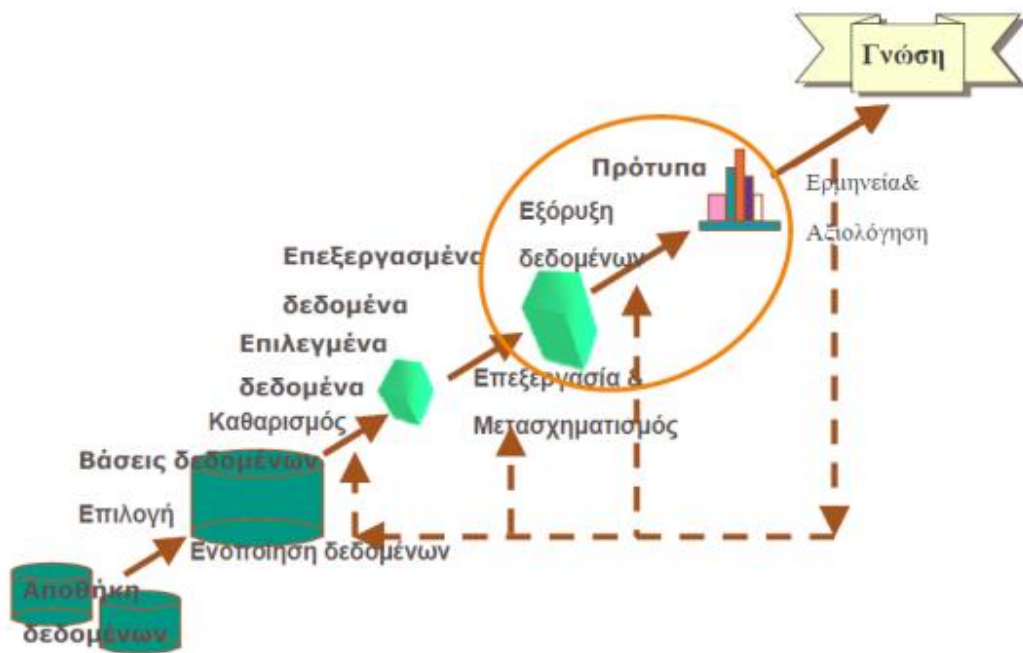 Γνώση
Πρότυπα
Ερμηνεία&
Αξιολόγηση
Εξόρυξη
δεδομένων
Επεξεργασμένα
δεδομένα
Επιλεγμένα
δεδομένα
Επεξεργασία &
Μετασχηματισμός
Καθαρισμός
Βάσεις δεδομένων
Επιλογή
Ενοποίηση δεδομένων
Αποθήκη
δεδομένων